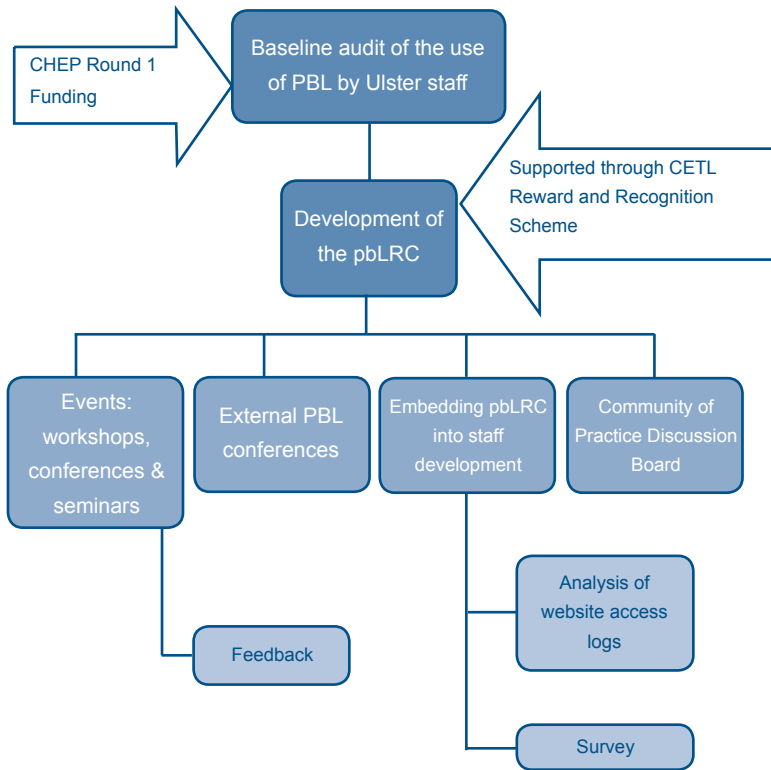 Baseline audit of the use
of PBL by Ulster staff
CHEP Round 1
Funding
Supported through CETL
Reward and Recognition
Scheme
Development of
the pbLRC
Events:
workshops,
conferences &
seminars
External PBL
conferences
Embedding pbLRC
into staff
development
Community of
Practice Discussion
Board
Analysis of
website access
logs
Feedback
Survey